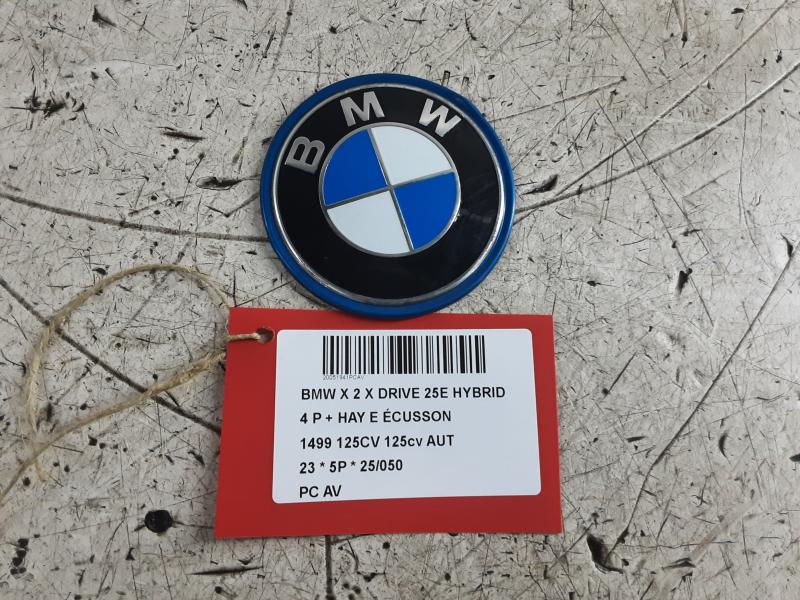 BMW
20051941PCAV
BMW X 2 X DRIVE 25E HYBRID
4 P + HAY E ÉCUSSON
1499 125CV 125cv AUT
23 * 5P * 25/050
PC AV